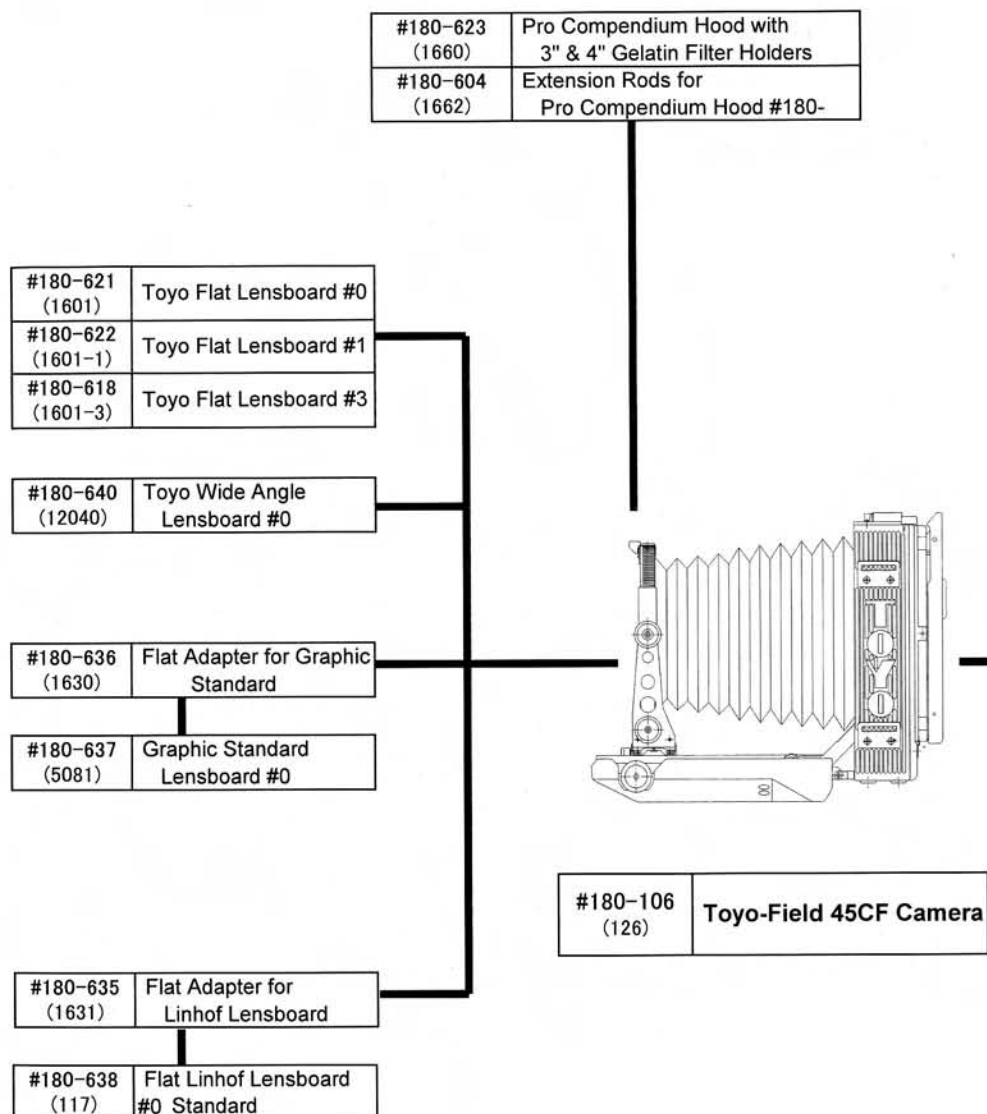 #180-623
(1660)
Pro Compendium Hood with
3" & 4" Gelatin Filter Holders
#180-604
(1662)
Extension Rods for
Pro Compendium Hood #180-
#180-621
(1601)
Toyo Flat Lensboard #0
#180-622
(1601-1)
Toyo Flat Lensboard #1
#180-618
(1601-3)
Toyo Flat Lensboard #3
#180-640
(12040)
Toyo Wide Angle
Lensboard #0
#180-636
(1630)
Flat Adapter for Graphic
Standard
#180-637
(5081)
Graphic Standard
Lensboard #0
TOYO
#180-106
(126)
Toyo-Field 45CF Camera
#180-635
(1631)
Flat Adapter for
Linhof Lensboard
#180-638
(117)
Flat Linhof Lensboard
#0 Standard